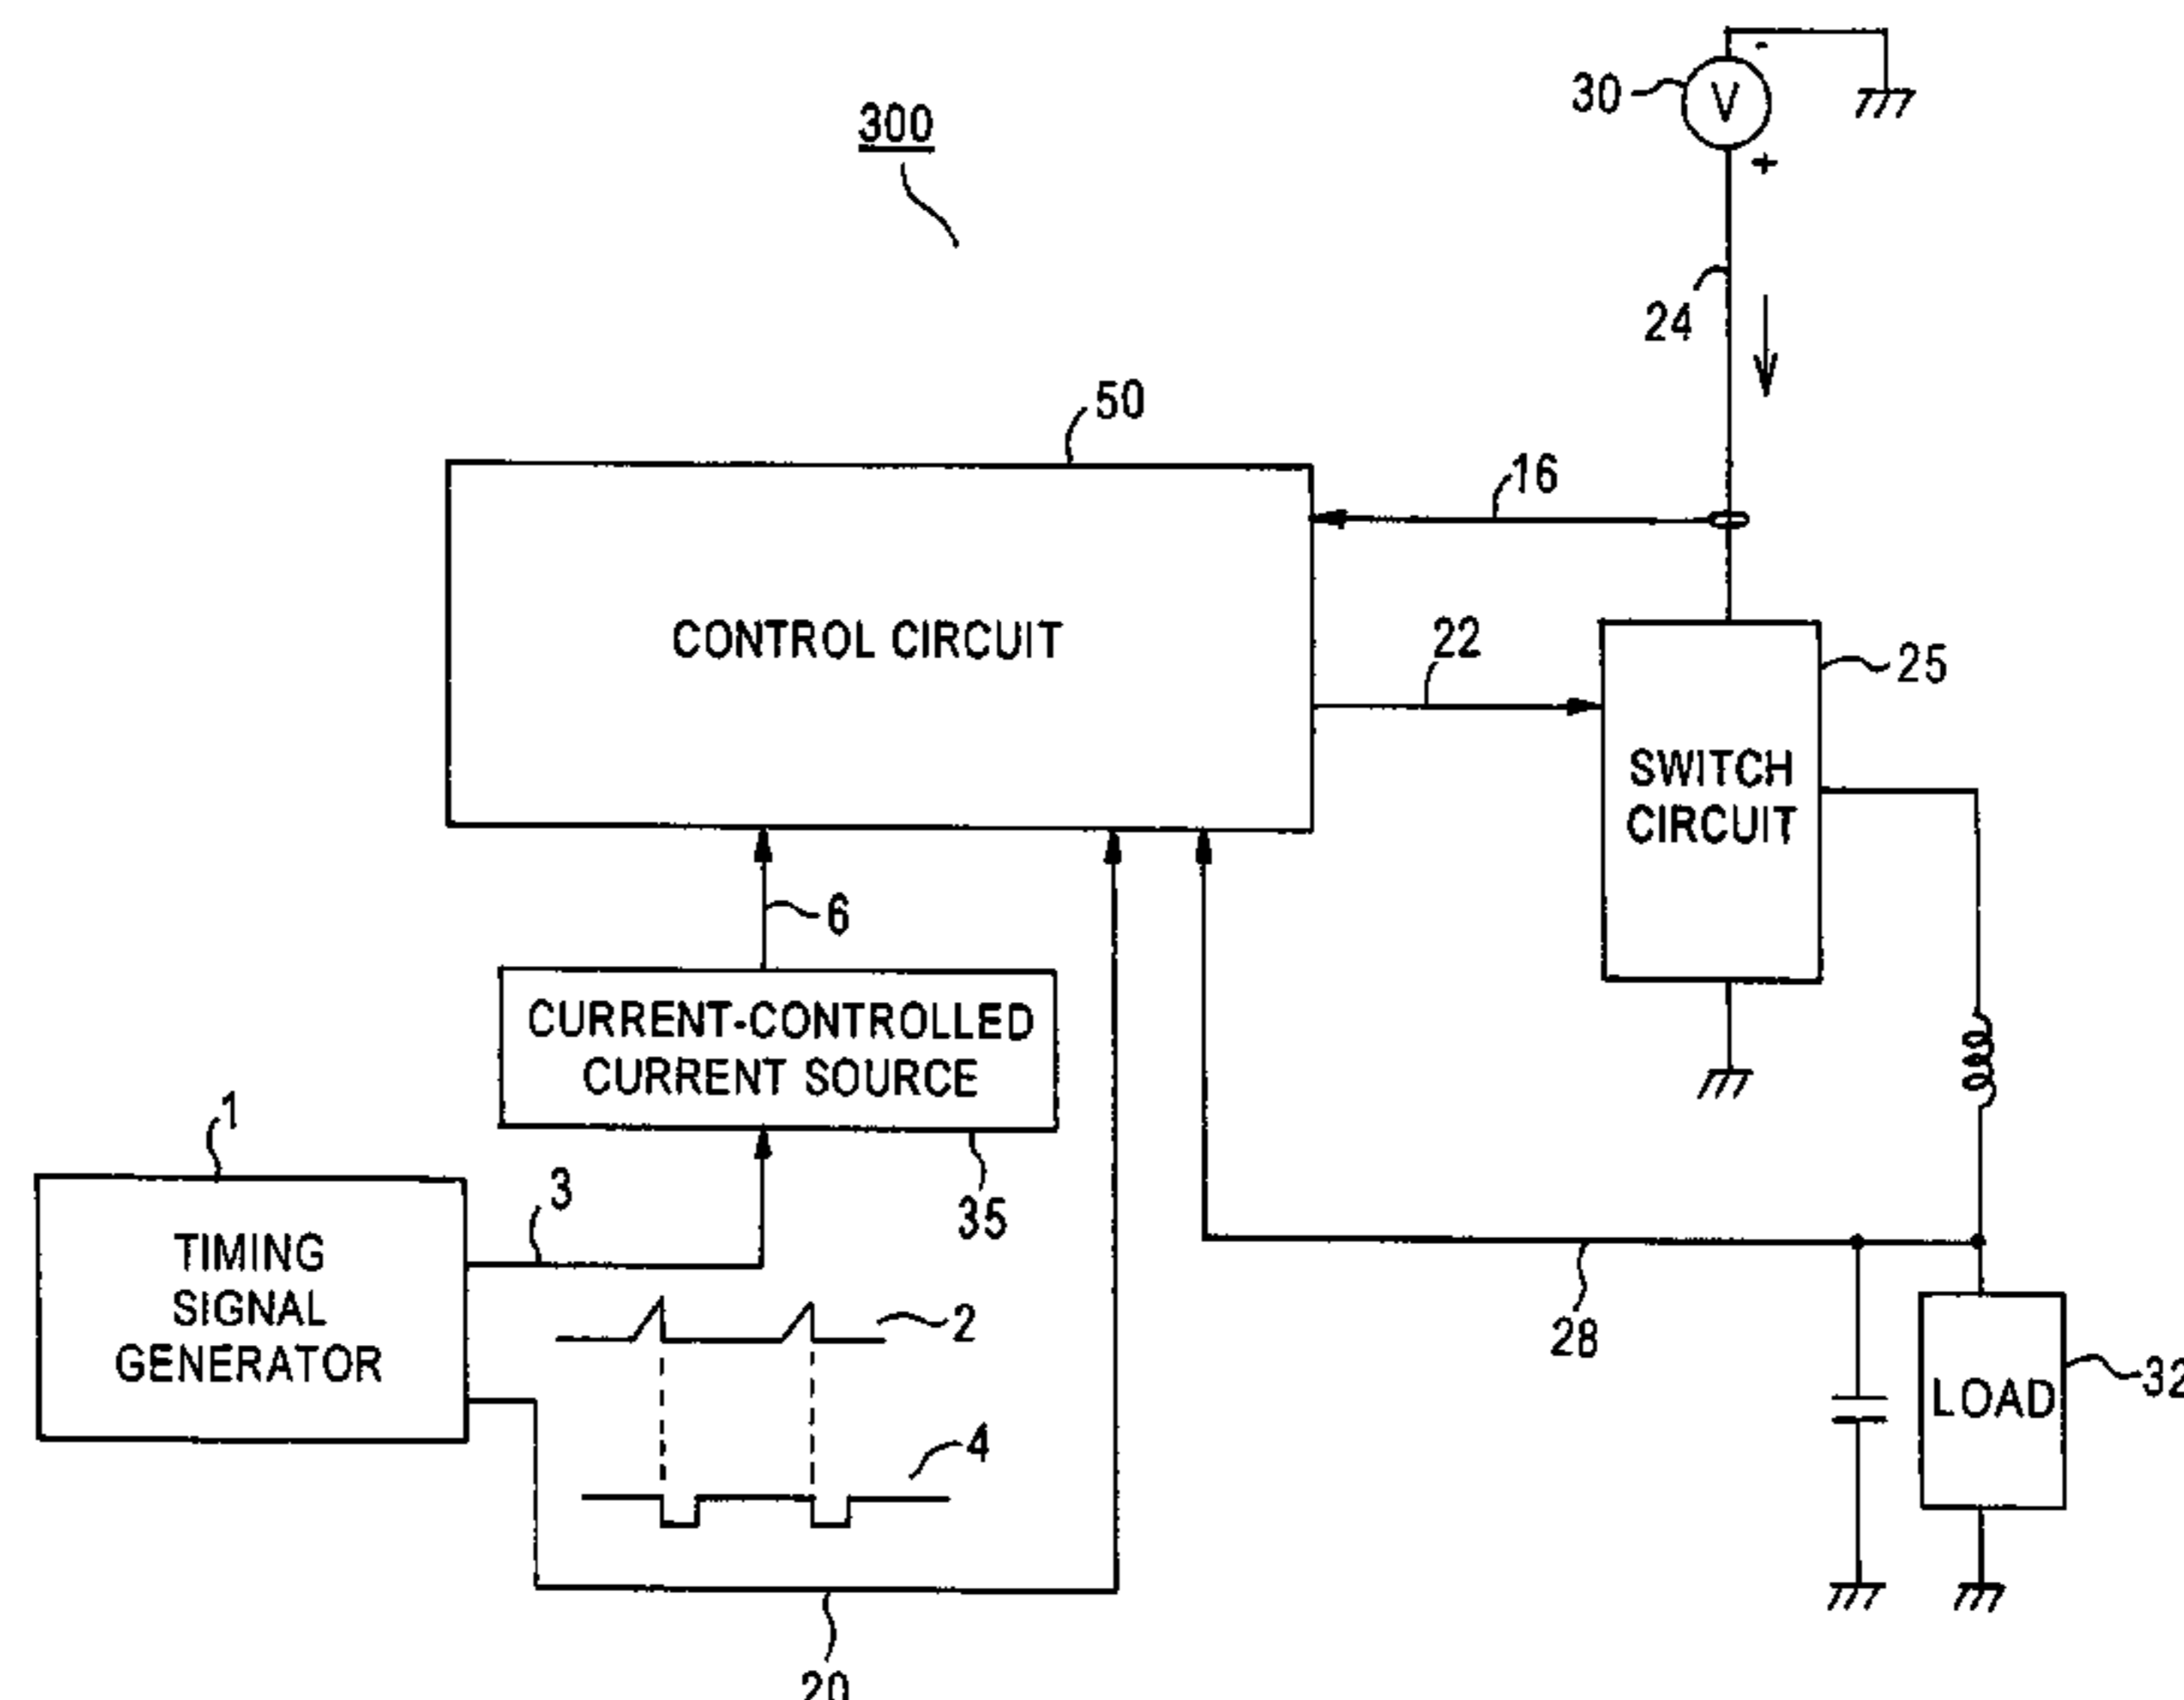 300
30
V
-
+
24
50
16
CONTROL CIRCUIT
22
25
SWITCH
CIRCUIT
6
CURRENT-CONTROLLED
CURRENT SOURCE
35
1
3
TIMING
SIGNAL
GENERATOR
2
28
4
LOAD
32
20